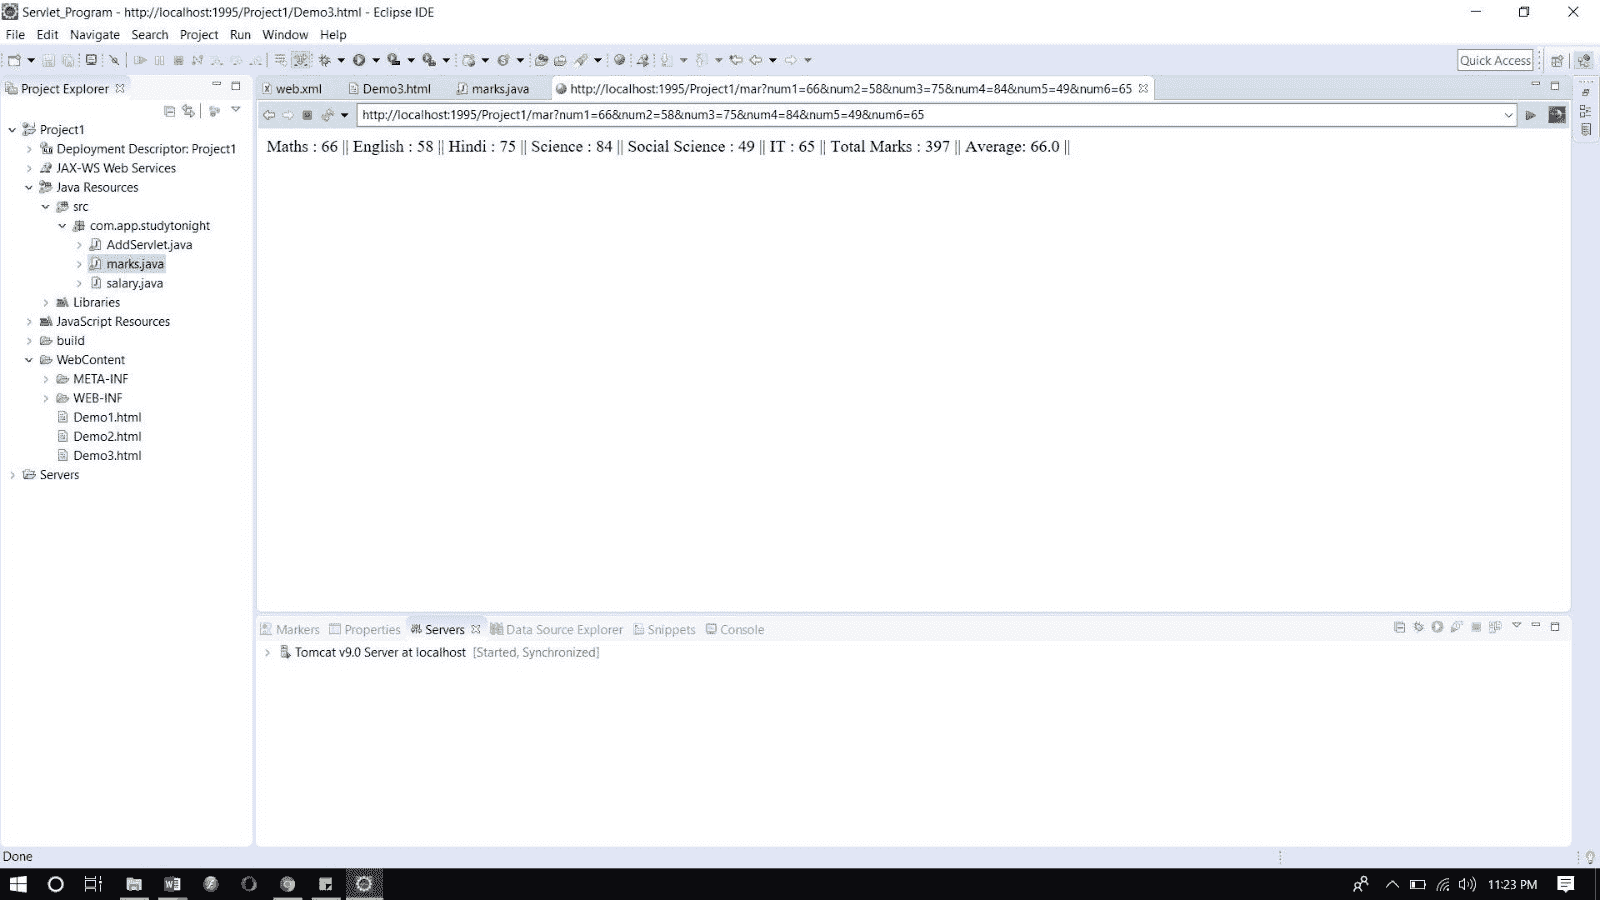 Servlet_Program - http://localhost:1995/Project1/Demo3.html - Eclipse IDE
File Edit Navigate Search Project Run Window Help
Quick Access
Project Explorer
web.xml Demo3.html marks.java http://localhost:1995/Project1/mar?num1=66&num2=58&num3=75&num4=84&num5=49&num6=65
http://localhost:1995/Project1/mar?num1=66&num2=58&num3=75&num4=84&num5=49&num6=65
Maths : 66 || English : 58 || Hindi : 75 || Science : 84 || Social Science : 49 || IT : 65 || Total Marks : 397 || Average: 66.0 ||
Project1
Deployment Descriptor: Project1
JAX-WS Web Services
Java Resources
src
com.app.studytonight
AddServlet.java
marks.java
salary.java
Libraries
JavaScript Resources
build
WebContent
META-INF
WEB-INF
Demo1.html
Demo2.html
Demo3.html
Servers
Markers Properties Servers Data Source Explorer Snippets Console
Tomcat v9.0 Server at localhost [Started, Synchronized]
Done
11:23 PM